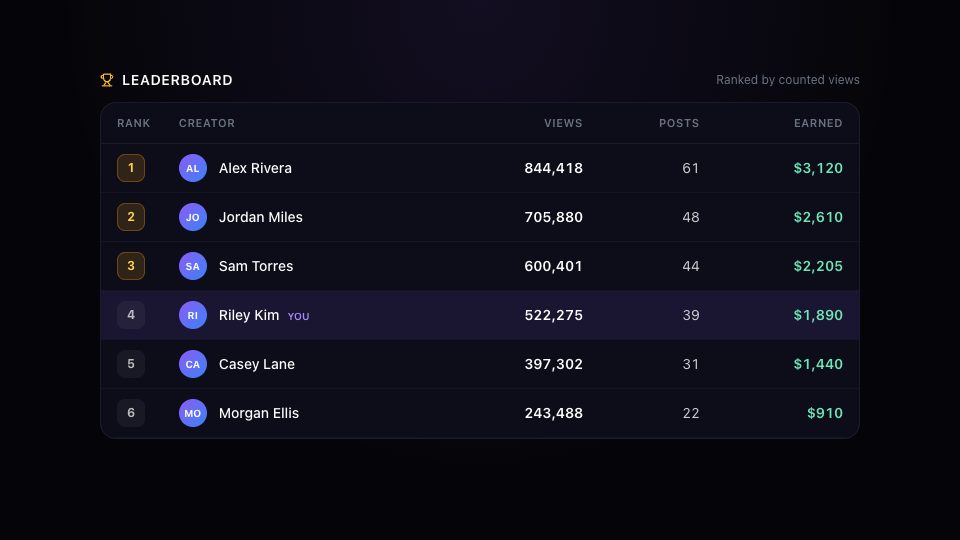 LEADERBOARD Ranked by counted views
RANK CREATOR VIEWS POSTS EARNED
1 AL Alex Rivera 844,418 61 $3,120
2 JO Jordan Miles 705,880 48 $2,610
3 SA Sam Torres 600,401 44 $2,205
4 RI Riley Kim YOU 522,275 39 $1,890
5 CA Casey Lane 397,302 31 $1,440
6 MO Morgan Ellis 243,488 22 $910